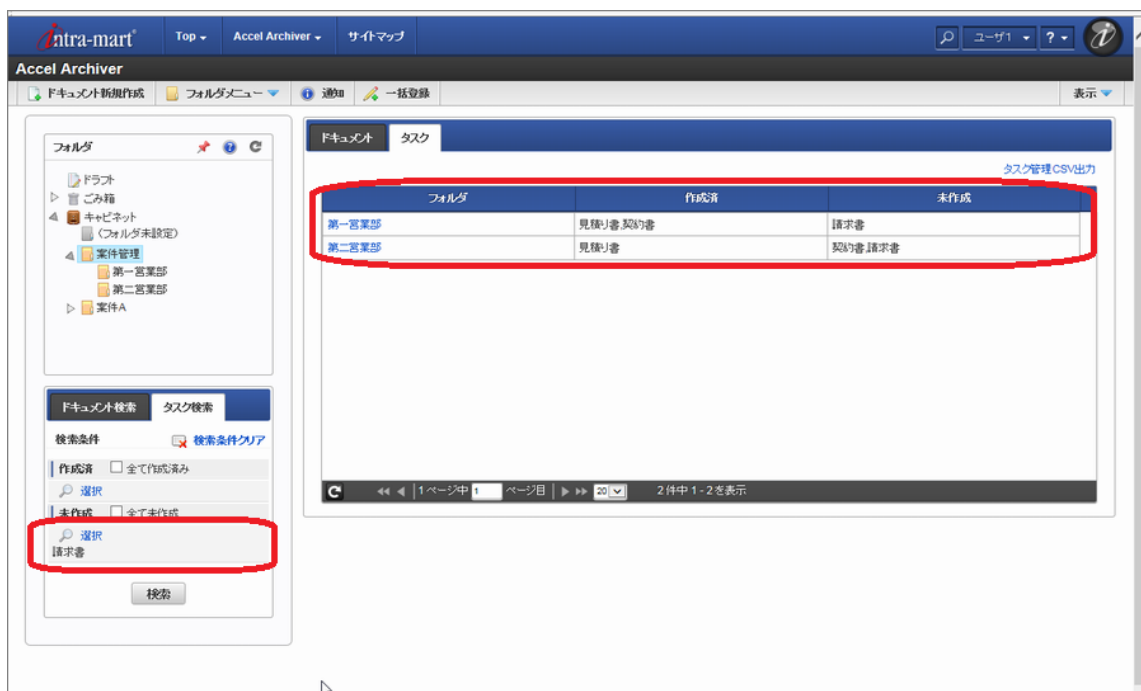 intra-mart Top Accel Archiver サイトマップ ユーザ1 ?
Accel Archiver
ドキュメント新規作成 フォルダメニュー 通知 一括登録 表示
フォルダ
ドラフト
ごみ箱
キャビネット
(フォルダ未設定)
案件管理
第一営業部
第二営業部
案件A
ドキュメント検索 タスク検索
検索条件 検索条件クリア
作成済 全て作成済み
選択
未作成 全て未作成
選択
請求書
検索
ドキュメント タスク
タスク管理CSV出力
フォルダ 作成済 未作成
第一営業部 見積り書,契約書 請求書
第二営業部 見積り書 契約書,請求書
1ページ中 1 ページ目 20 2件中 1 - 2を表示